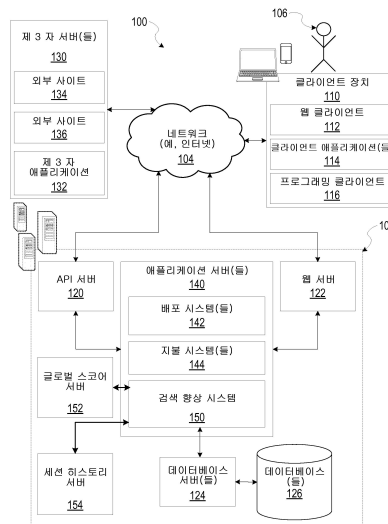 100
106
제 3 자 서버(들)
130
외부 사이트
134
외부 사이트
136
제 3 자
애플리케이션
132
네트워크
(예, 인터넷)
104
클라이언트 장치
110
웹 클라이언트
112
클라이언트 애플리케이션(들)
114
프로그래밍 클라이언트
116
10
API 서버
120
애플리케이션 서버(들)
140
배포 시스템(들)
142
지불 시스템(들)
144
검색 향상 시스템
150
웹 서버
122
글로벌 스코어
서버
152
세션 히스토리
서버
154
데이터베이스
서버(들)
124
데이터베이스
(들)
126